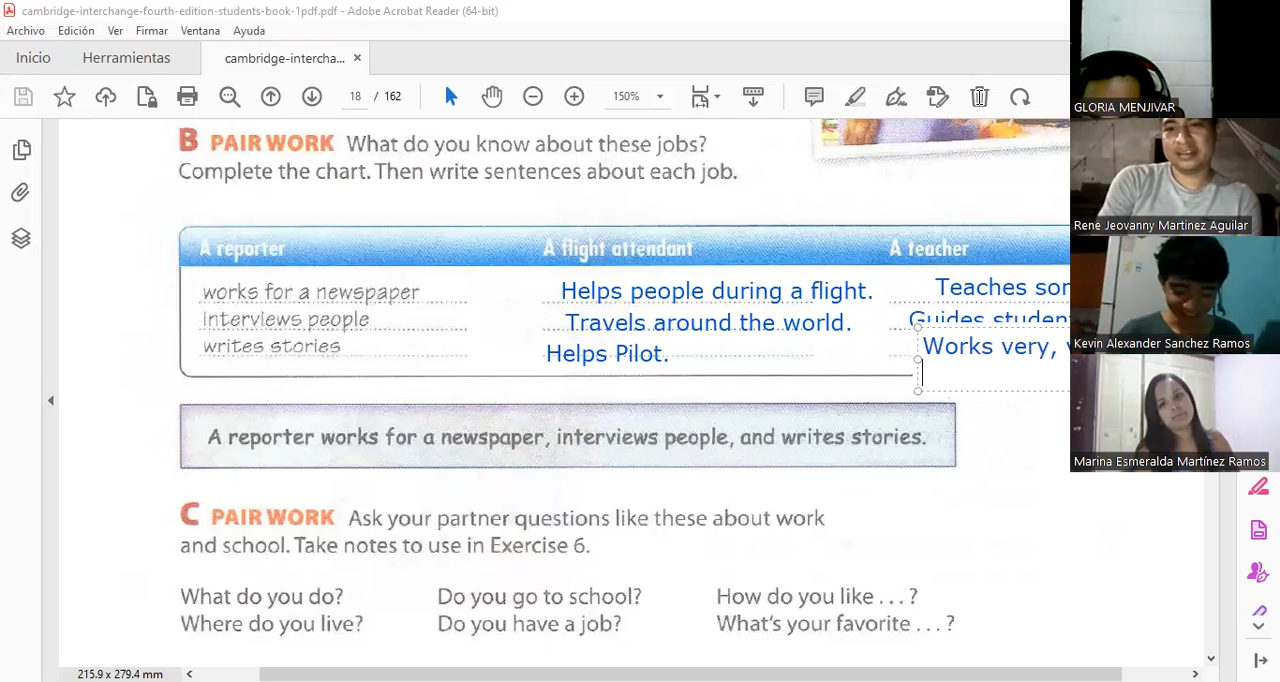 cambridge-interchange-fourth-edition-students-book-1pdf.pdf - Adobe Acrobat Reader (64-bit)
Archivo Edición Ver Firmar Ventana Ayuda
Inicio Herramientas cambridge-intercha... ×
18 / 162 150%
GLORIA MENJIVAR
Rene Jeovanny Martinez Aguilar
Kevin Alexander Sanchez Ramos
Marina Esmeralda Martínez Ramos
B PAIR WORK What do you know about these jobs?
Complete the chart. Then write sentences about each job.
A reporter A flight attendant A teacher
works for a newspaper Helps people during a flight. Teaches
interviews people Travels around the world. Guides
writes stories Helps Pilot. Works very,
A reporter works for a newspaper, interviews people, and writes stories.
C PAIR WORK Ask your partner questions like these about work
and school. Take notes to use in Exercise 6.
What do you do? Do you go to school? How do you like . . . ?
Where do you live? Do you have a job? What's your favorite . . . ?
215.9 x 279.4 mm